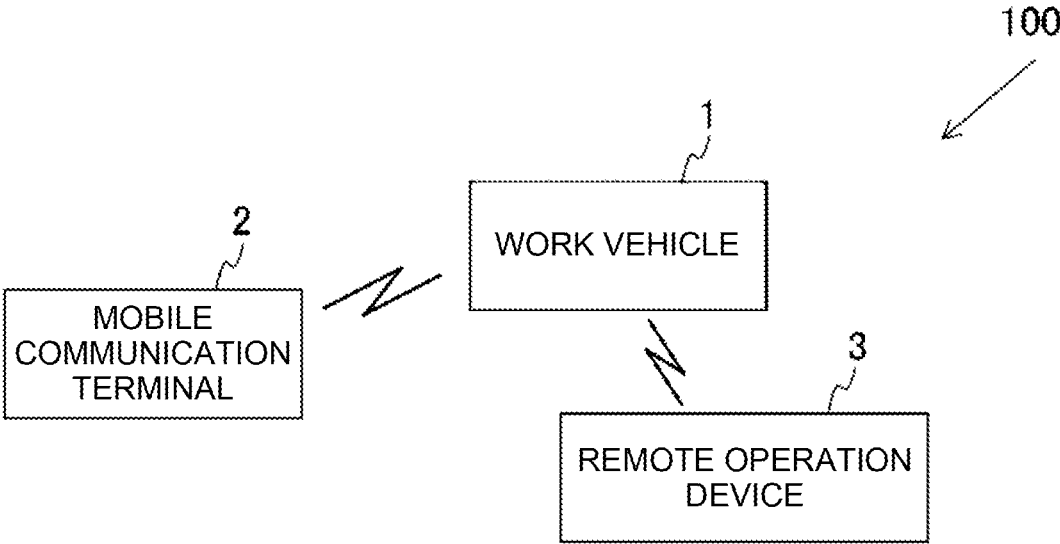 100
1
WORK VEHICLE
2
MOBILE
COMMUNICATION
TERMINAL
3
REMOTE OPERATION
DEVICE